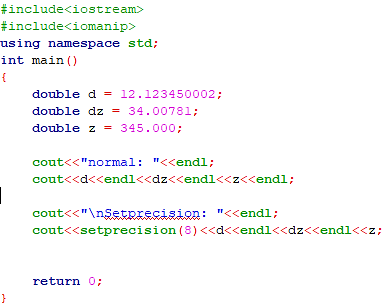 #include<iostream>
#include<iomanip>
using namespace std;
int main()
{
double d = 12.123450002;
double dz = 34.00781;
double z = 345.000;
cout<<"normal: "<<endl;
cout<<d<<endl<<dz<<endl<<z<<endl;
cout<<"\nSetprecision: "<<endl;
cout<<setprecision(8)<<d<<endl<<dz<<endl<<z;
return 0;
}